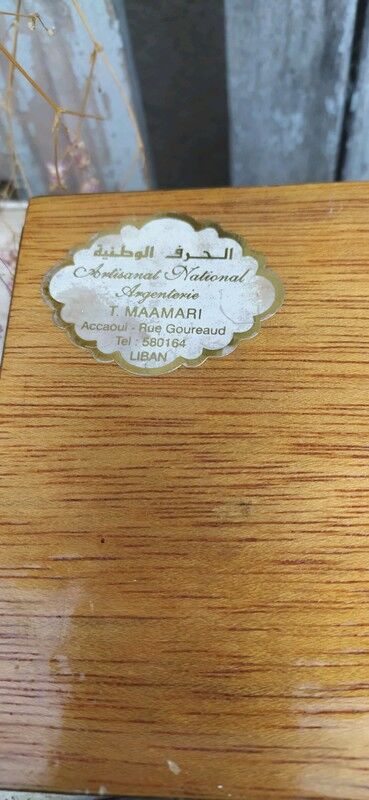 الحرف الوطنية
Artisanat National
Argenterie
T. MAAMARI
Accaoui - Rue Goureaud
Tel : 580164
LIBAN